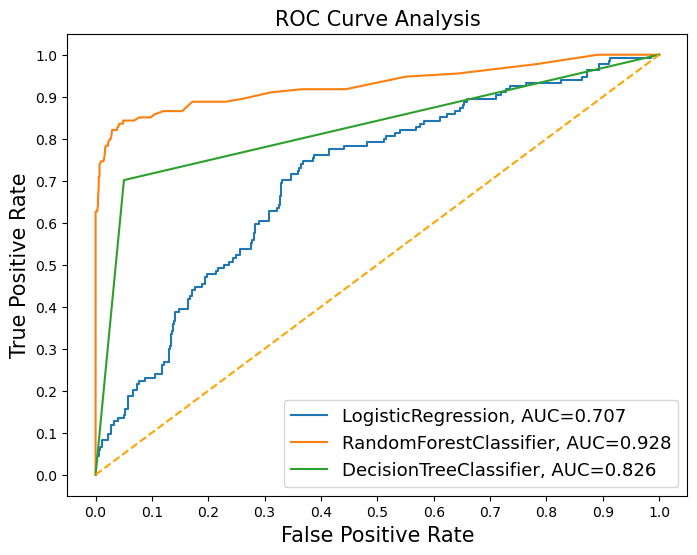 ROC Curve Analysis
1.0
0.9
0.8
0.7
0.6
0.5
0.4
0.3
0.2
0.1
0.0
True Positive Rate
LogisticRegression, AUC=0.707
RandomForestClassifier, AUC=0.928
DecisionTreeClassifier, AUC=0.826
0.0 0.1 0.2 0.3 0.4 0.5 0.6 0.7 0.8 0.9 1.0
False Positive Rate